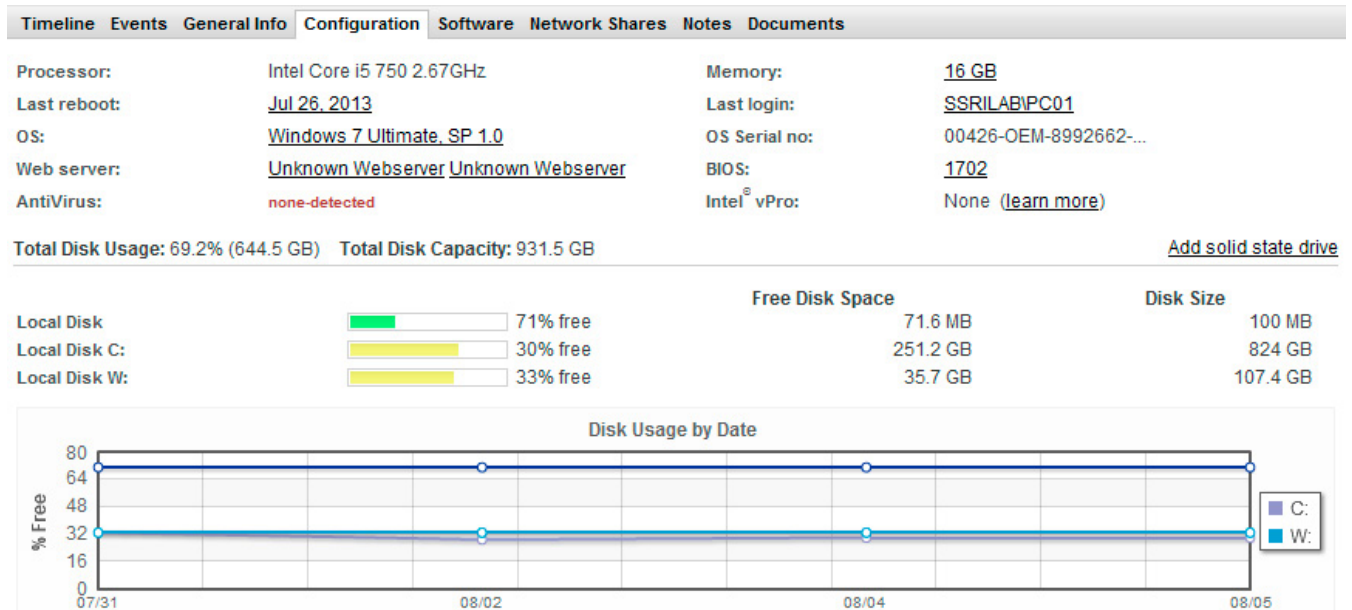 Timeline Events General Info Configuration Software Network Shares Notes Documents
Processor: Intel Core i5 750 2.67GHz Memory: 16 GB
Last reboot: Jul 26, 2013 Last login: SSRILAB\PC01
OS: Windows 7 Ultimate, SP 1.0 OS Serial no: 00426-OEM-8992662-...
Web server: Unknown Webserver Unknown Webserver BIOS: 1702
AntiVirus: none-detected Intel® vPro: None (learn more)
Total Disk Usage: 69.2% (644.5 GB) Total Disk Capacity: 931.5 GB Add solid state drive
Free Disk Space Disk Size
Local Disk 71% free 71.6 MB 100 MB
Local Disk C: 30% free 251.2 GB 824 GB
Local Disk W: 33% free 35.7 GB 107.4 GB
Disk Usage by Date
% Free
80
64
48
32
16
0
07/31 08/02 08/04 08/05
C:
W: